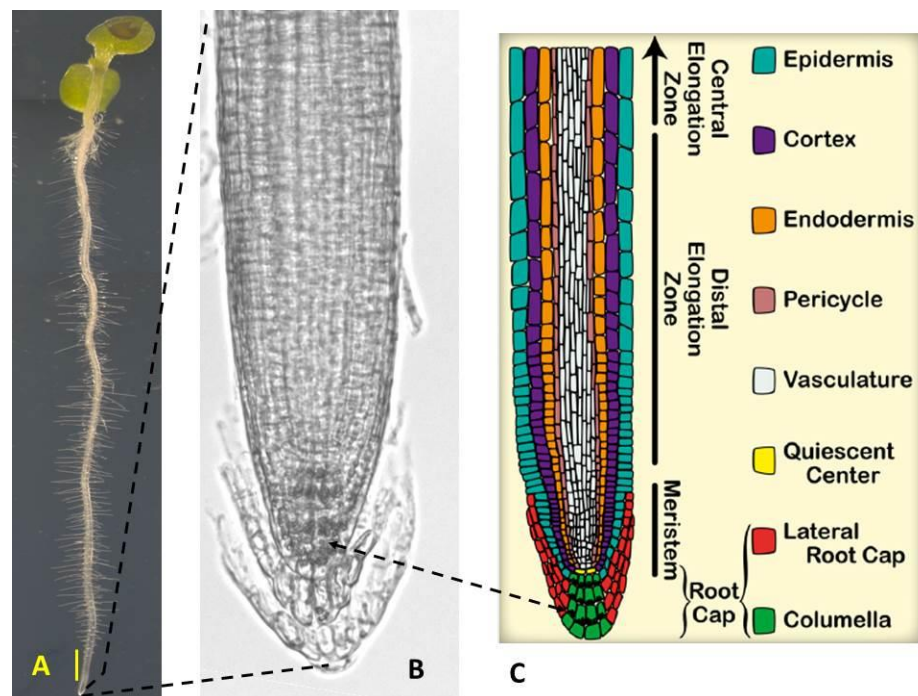 A
B
C
Central
Elongation
Zone
Distal
Elongation
Zone
Meristem
Root
Cap
Epidermis
Cortex
Endodermis
Pericycle
Vasculature
Quiescent
Center
Lateral
Root Cap
Columella